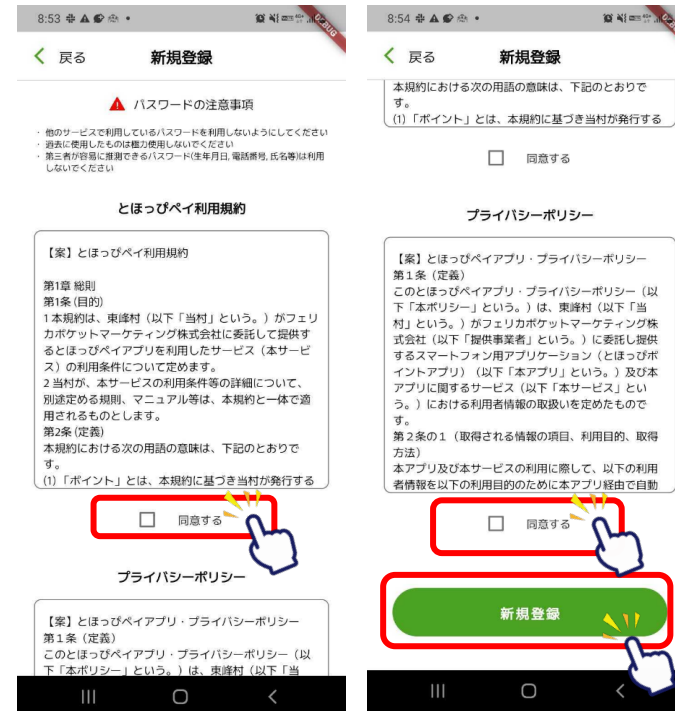 8:53
戻る
新規登録
パスワードの注意事項
・ 他のサービスで利用しているパスワードを利用しないようにしてください
・ 過去に使用したものは極力使用しないでください
・ 第三者が容易に推測できるパスワード(生年月日, 電話番号, 氏名等)は利用
しないでください
とほっぴペイ利用規約
【案】とほっぴペイ利用規約
第1章 総則
第1条 (目的)
1 本規約は、東峰村（以下「当村」という。）がフェリ
カポケットマーケティング株式会社に委託して提供す
るとほっぴペイアプリを利用したサービス（本サービ
ス）の利用条件について定めます。
2 当村が、本サービスの利用条件等の詳細について、
別途定める規則、マニュアル等は、本規約と一体で適
用されるものとします。
第2条 (定義)
本規約における次の用語の意味は、下記のとおりで
す。
(1)「ポイント」とは、本規約に基づき当村が発行する
同意する
プライバシーポリシー
【案】とほっぴペイアプリ・プライバシーポリシー
第１条（定義）
このとほっぴペイアプリ・プライバシーポリシー（以
下「本ポリシー」という。）は、東峰村（以下「当
8:54
戻る
新規登録
本規約における次の用語の意味は、下記のとおりで
す。
(1)「ポイント」とは、本規約に基づき当村が発行する
同意する
プライバシーポリシー
【案】とほっぴペイアプリ・プライバシーポリシー
第１条（定義）
このとほっぴペイアプリ・プライバシーポリシー（以
下「本ポリシー」という。）は、東峰村（以下「当
村」という。）がフェリカポケットマーケティング株
式会社（以下「提供事業者」という。）に委託し提供
するスマートフォン用アプリケーション（とほっぴポ
イントアプリ）（以下「本アプリ」という。）及び本
アプリに関するサービス（以下「本サービス」とい
う。）における利用者情報の取扱いを定めたもので
す。
第２条の１（取得される情報の項目、利用目的、取得
方法）
本アプリ及び本サービスの利用に際して、以下の利用
者情報を以下の利用目的のために本アプリ経由で自動
同意する
新規登録